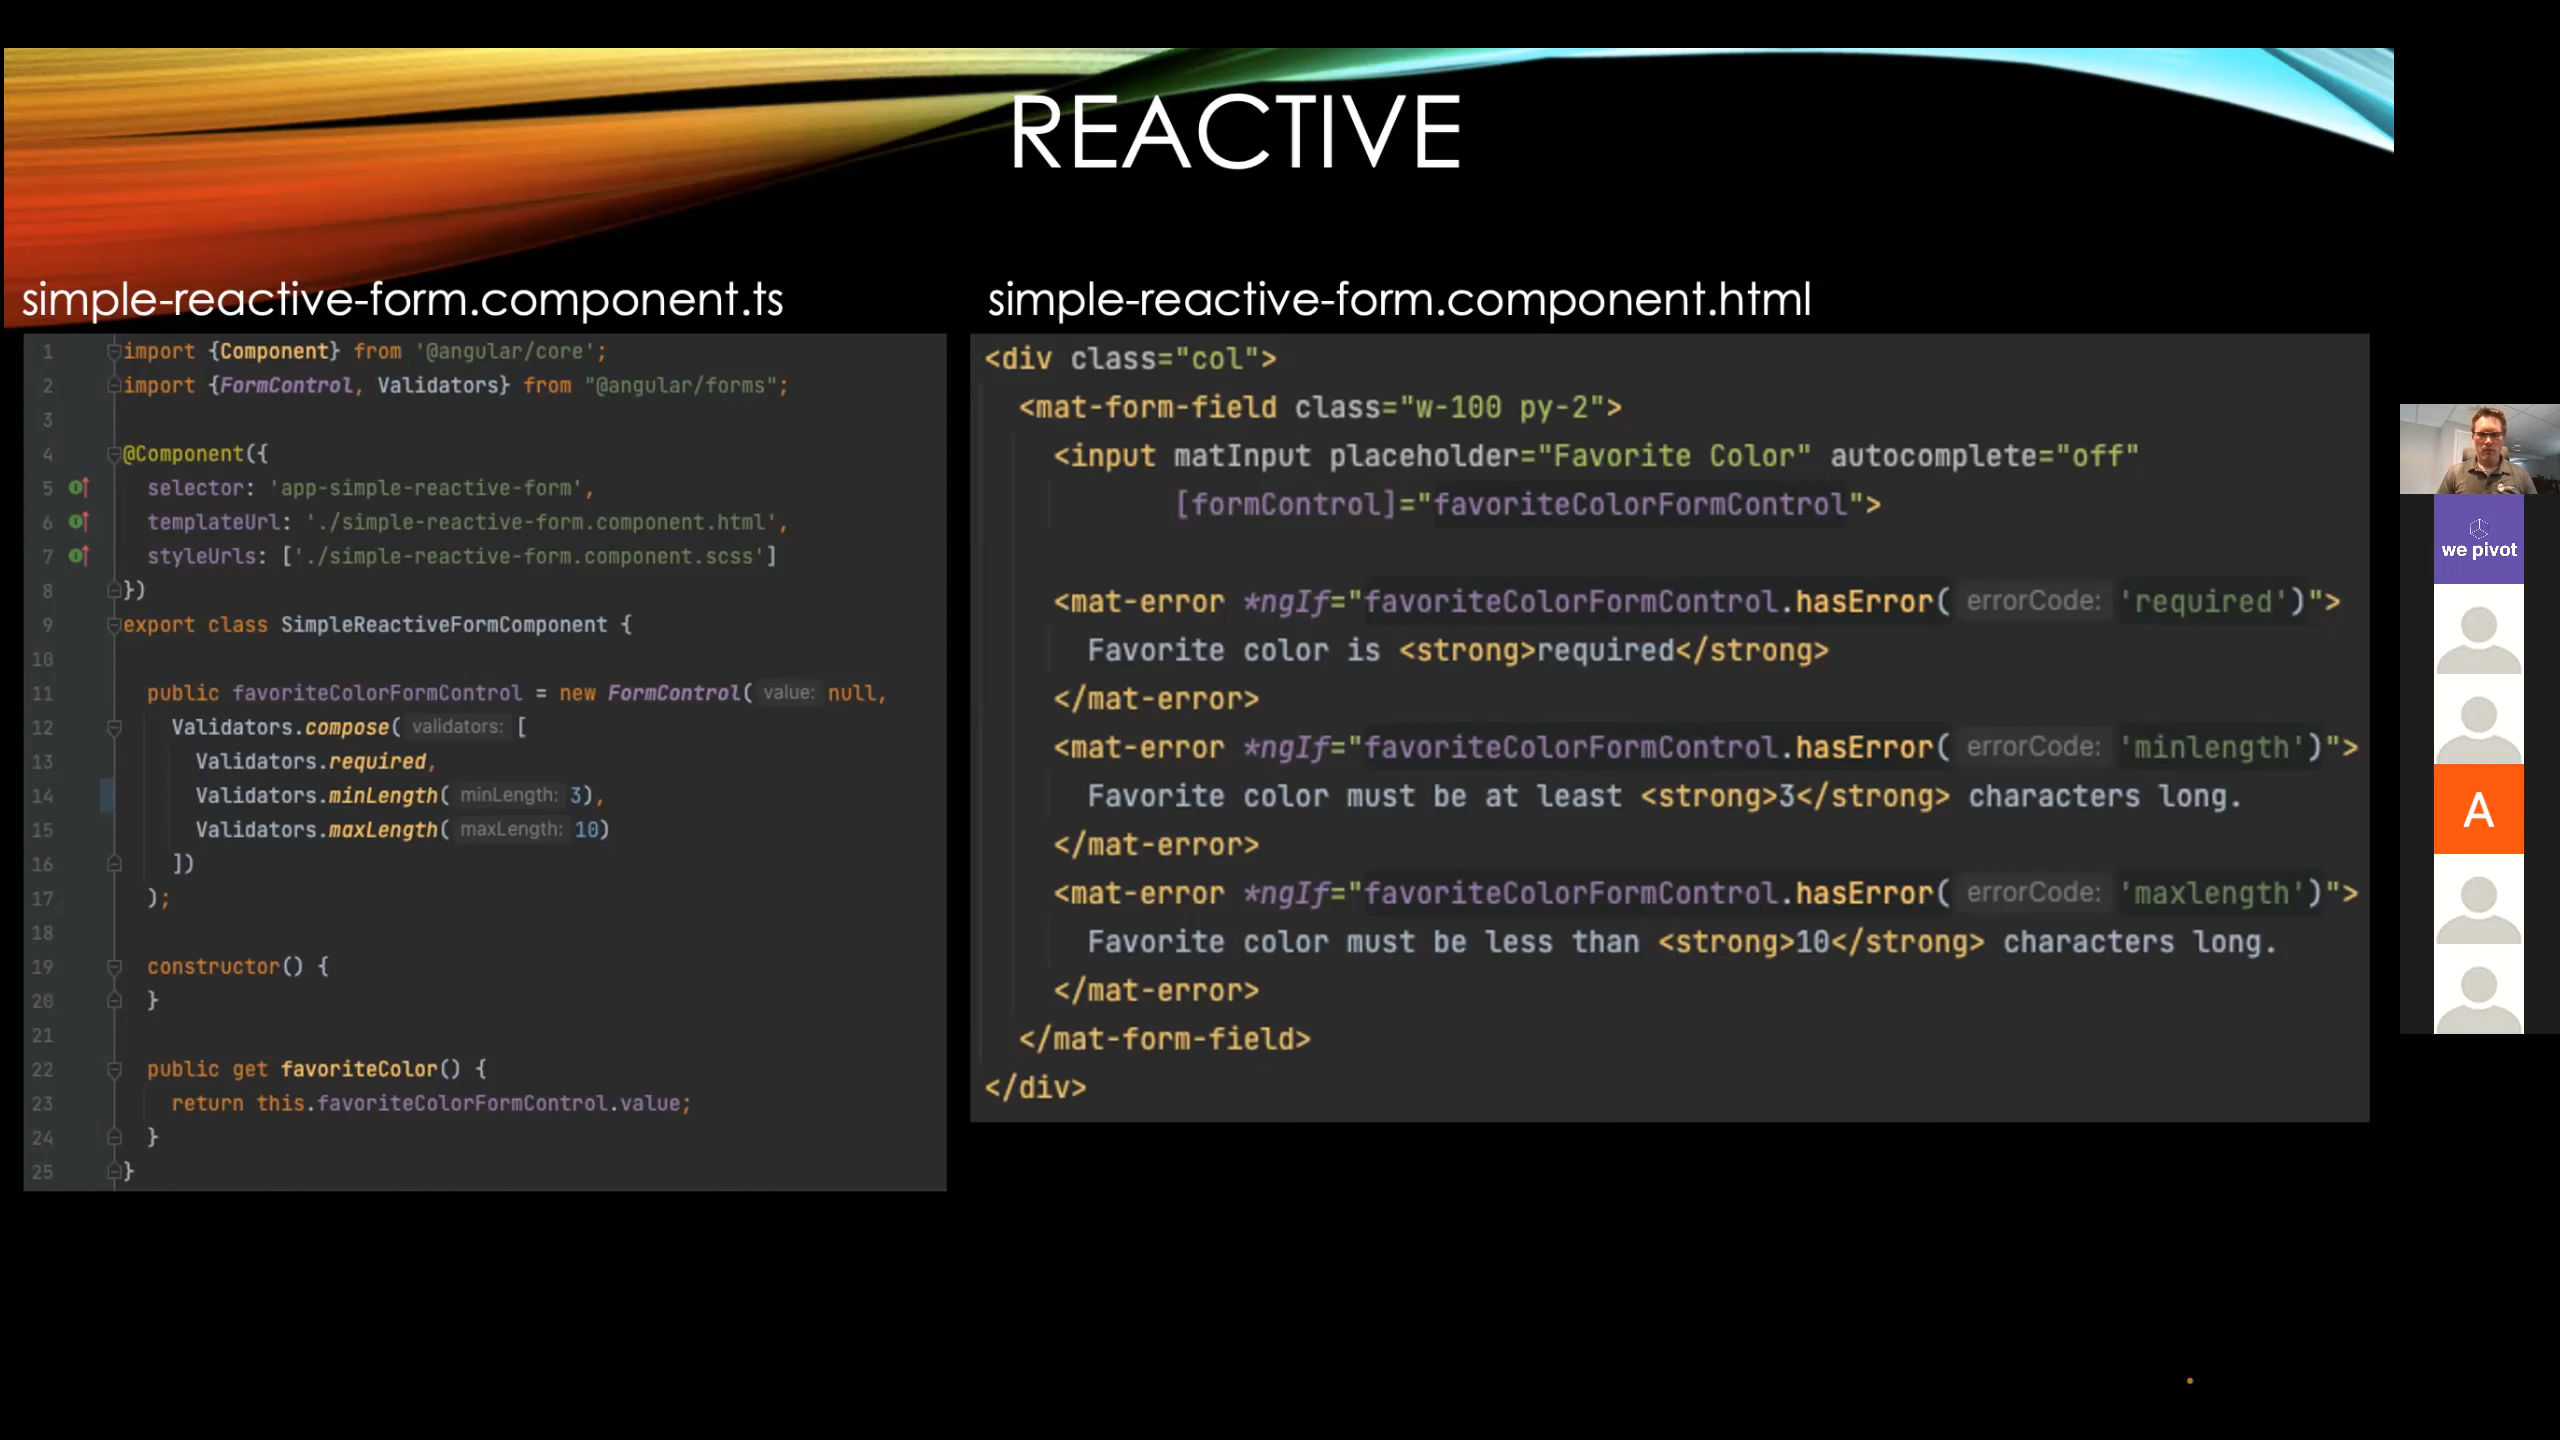 REACTIVE
simple-reactive-form.component.ts
1 import {Component} from '@angular/core';
2 import {FormControl, Validators} from "@angular/forms";
3
4 @Component({
5 selector: 'app-simple-reactive-form',
6 templateUrl: './simple-reactive-form.component.html',
7 styleUrls: ['./simple-reactive-form.component.scss']
8 })
9 export class SimpleReactiveFormComponent {
10
11 public favoriteColorFormControl = new FormControl( value: null,
12 Validators.compose( validators: [
13 Validators.required,
14 Validators.minLength( minLength: 3),
15 Validators.maxLength( maxLength: 10)
16 ])
17 );
18
19 constructor() {
20 }
21
22 public get favoriteColor() {
23 return this.favoriteColorFormControl.value;
24 }
25 }
simple-reactive-form.component.html
<div class="col">
<mat-form-field class="w-100 py-2">
<input matInput placeholder="Favorite Color" autocomplete="off"
[formControl]="favoriteColorFormControl">
<mat-error *ngIf="favoriteColorFormControl.hasError( errorCode: 'required')">
Favorite color is <strong>required</strong>
</mat-error>
<mat-error *ngIf="favoriteColorFormControl.hasError( errorCode: 'minlength')">
Favorite color must be at least <strong>3</strong> characters long.
</mat-error>
<mat-error *ngIf="favoriteColorFormControl.hasError( errorCode: 'maxlength')">
Favorite color must be less than <strong>10</strong> characters long.
</mat-error>
</mat-form-field>
</div>
we pivot
A